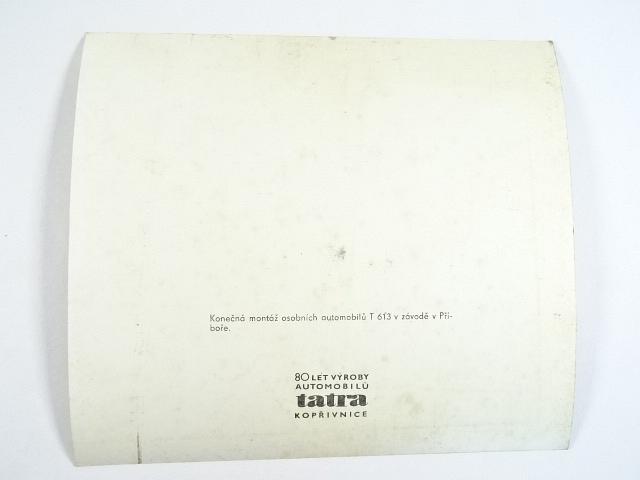 Konečná montáž osobních automobilů T 613 v závodě v Pří-
boře.
80 LET VÝROBY
AUTOMOBILŮ
tatra
KOPŘIVNICE